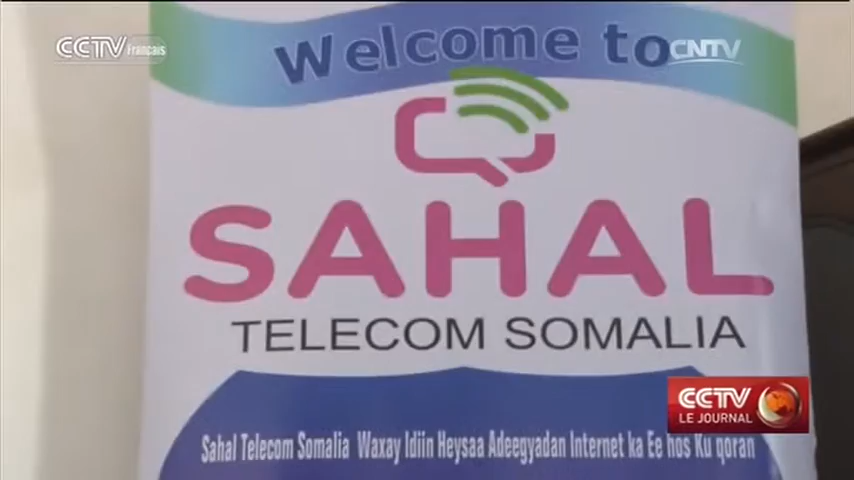 CCTV Français
Welcome to
CNTV
SAHAL
TELECOM SOMALIA
CCTV
LE JOURNAL
Sahal Telecom Somalia Waxay Idiin Heysaa Adeegyadan Internet ka Ee hos Ku qoran